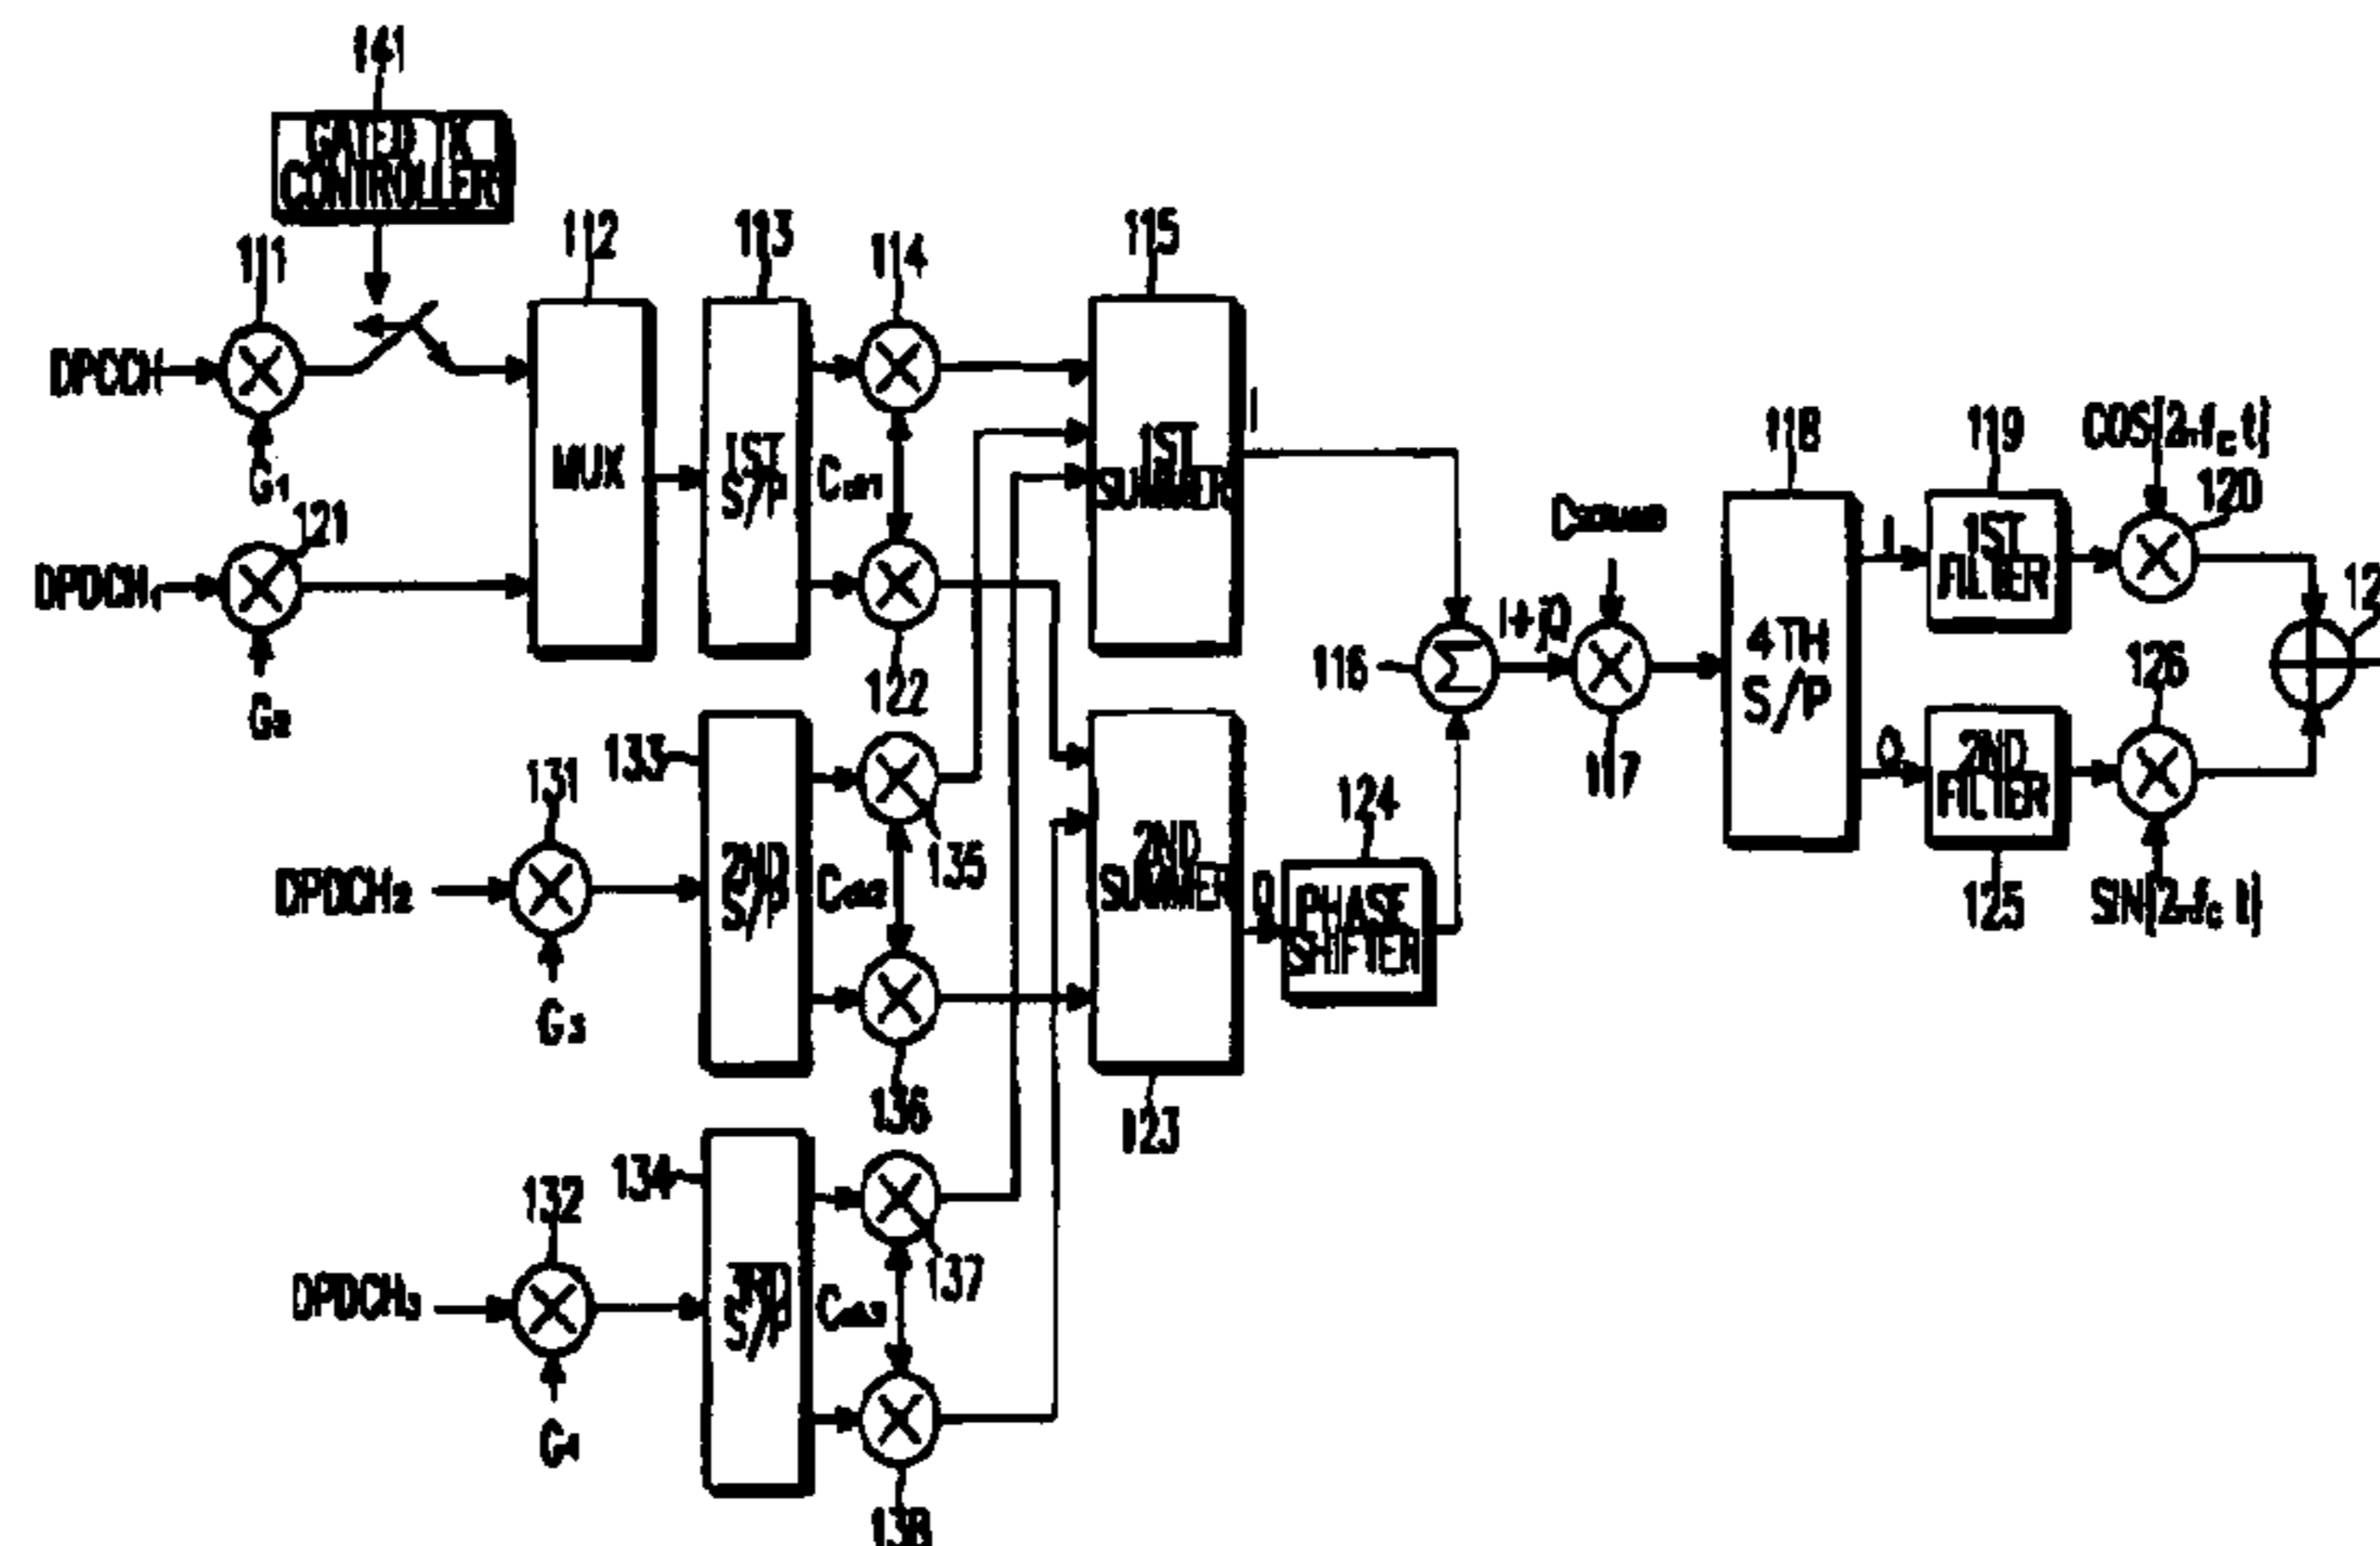 141
GATED TX
CONTROLLER
111
112
113
114
115
DPCCH
G1
MUX
1ST
S/P
1ST
SUMMER
I
121
DPDCH1
G2
122
131
133
135
DPDCH2
G3
2ND
S/P
136
2ND
SUMMER
123
Q
124
PHASE
SHIFTER
116
Σ
I+jQ
117
118
4TH
S/P
I
Q
119
1ST
FILTER
COS(2πfc t)
120
2ND
FILTER
125
126
SIN(2πfc t)
132
134
137
DPDCH3
G4
3RD
S/P
138